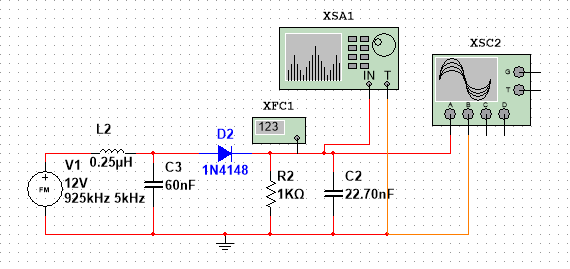 XSA1
IN T
XSC2
G
T
A B C D
XFC1
123
L2
0.25µH
D2
1N4148
V1
12V
925kHz 5kHz
FM
C3
60nF
R2
1KΩ
C2
22.70nF